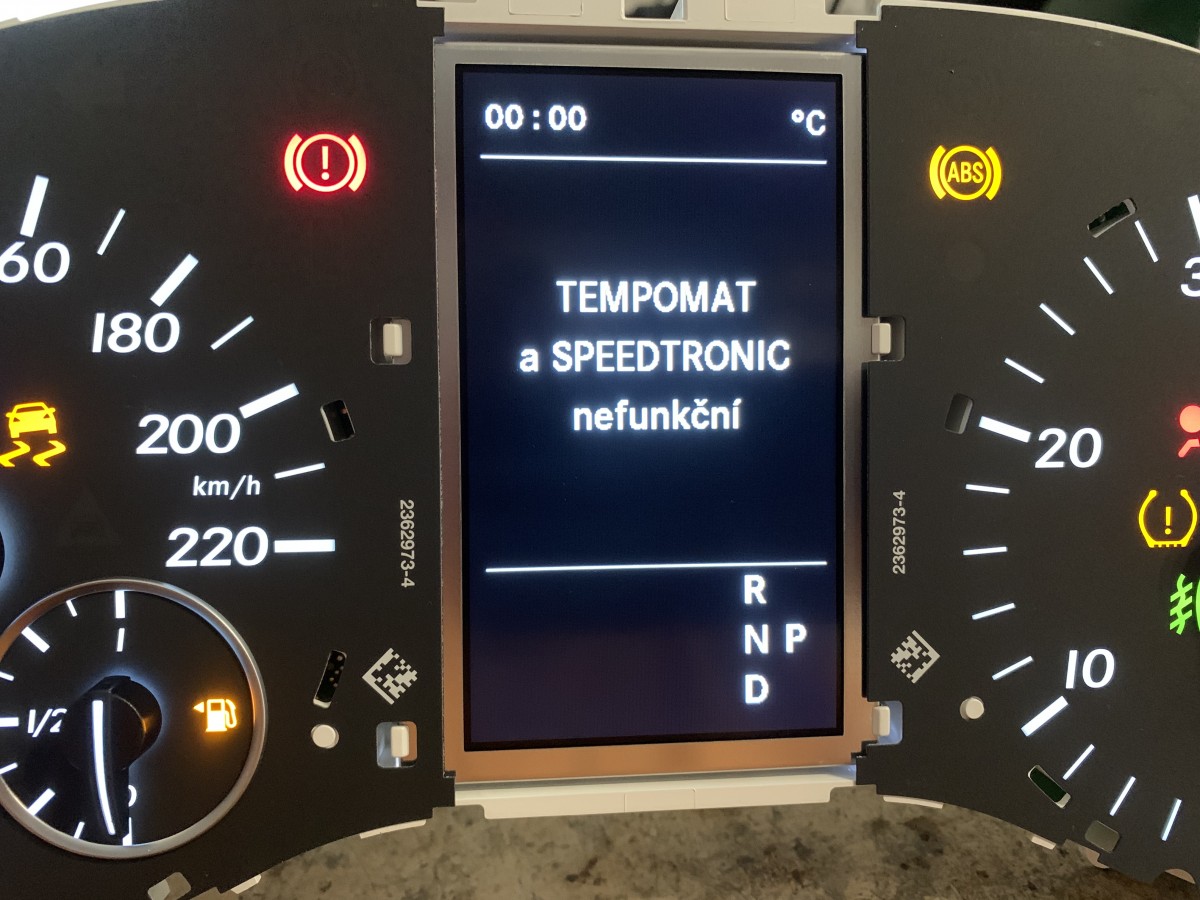 00:00 °C
TEMPOMAT
a SPEEDTRONIC
nefunkční
R
N P
D
60
180
200
km/h
220
2362973-4
1/2
ABS
20
2362973-4
10